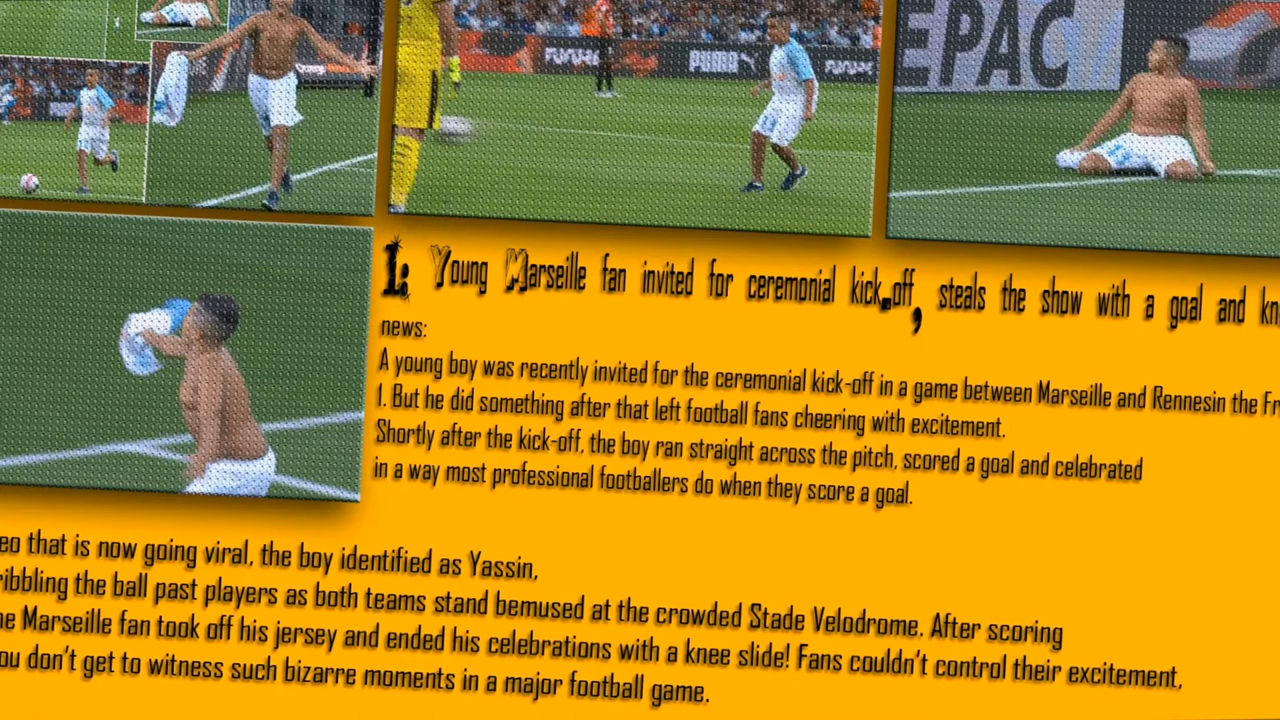 EPAC
PUMA
1: Young Marseille fan invited for ceremonial kick-off, steals the show with a goal and
news:
A young boy was recently invited for the ceremonial kick-off in a game between Marseille and Rennesin the
1. But he did something after that left football fans cheering with excitement.
Shortly after the kick-off, the boy ran straight across the pitch, scored a goal and celebrated
in a way most professional footballers do when they score a goal.
that is now going viral, the boy identified as Yassin,
the ball past players as both teams stand bemused at the crowded Stade Velodrome. After scoring
Marseille fan took off his jersey and ended his celebrations with a knee slide! Fans couldn't control their excitement,
don't get to witness such bizarre moments in a major football game.